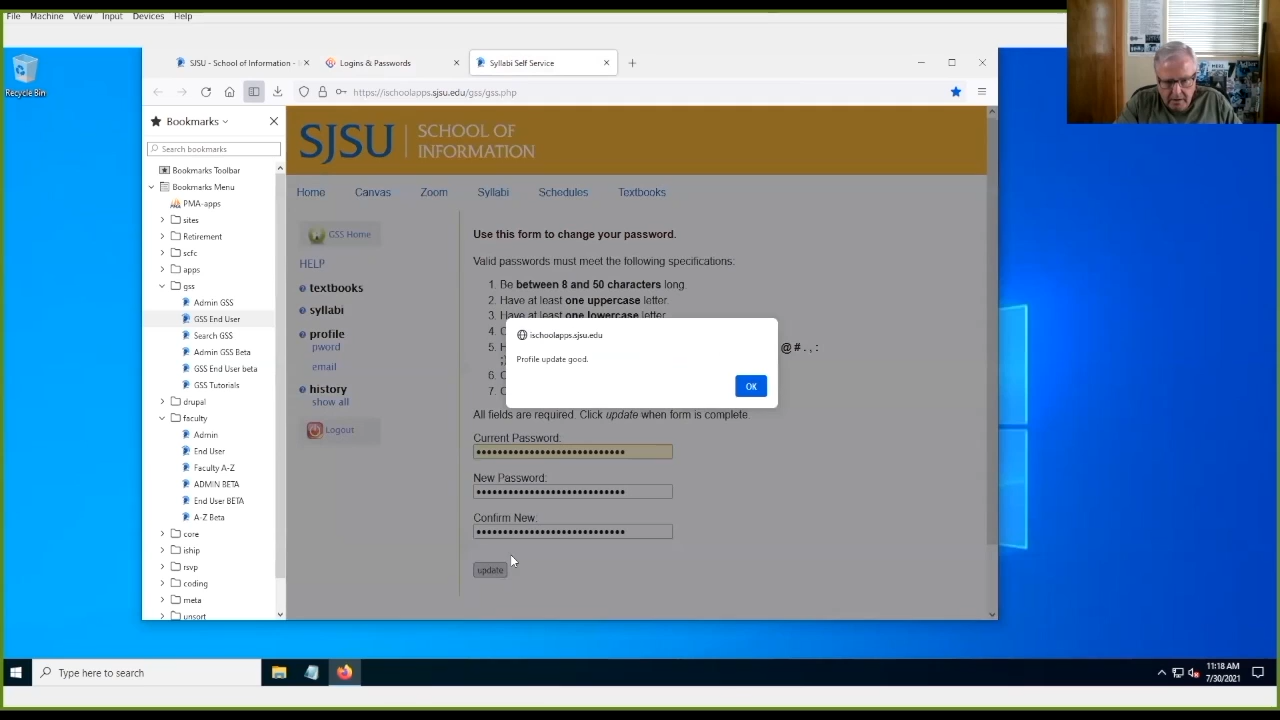 File Machine View Input Devices Help
Recycle Bin
SJSU - School of Information
Logins & Passwords
Syllabi Self Service
https://ischoolapps.sjsu.edu/gss/gss.php
Bookmarks
Search bookmarks
Bookmarks Toolbar
Bookmarks Menu
PMA-apps
sites
Retirement
scfc
apps
gss
Admin GSS
GSS End User
Search GSS
Admin GSS Beta
GSS End User beta
GSS Tutorials
drupal
faculty
Admin
End User
Faculty A-Z
ADMIN BETA
End User BETA
A-Z Beta
core
iship
rsvp
coding
meta
unsort
SJSU SCHOOL OF
INFORMATION
Home Canvas Zoom Syllabi Schedules Textbooks
GSS Home
HELP
textbooks
syllabi
profile
pword
email
history
show all
Logout
Use this form to change your password.
Valid passwords must meet the following specifications:
1. Be between 8 and 50 characters long.
2. Have at least one uppercase letter.
3. Have at least one lowercase letter.
4.
5. @ # . , :
6.
7.
ischoolapps.sjsu.edu
Profile update good.
OK
All fields are required. Click update when form is complete.
Current Password:
New Password:
Confirm New:
update
Type here to search
11:18 AM
7/30/2021